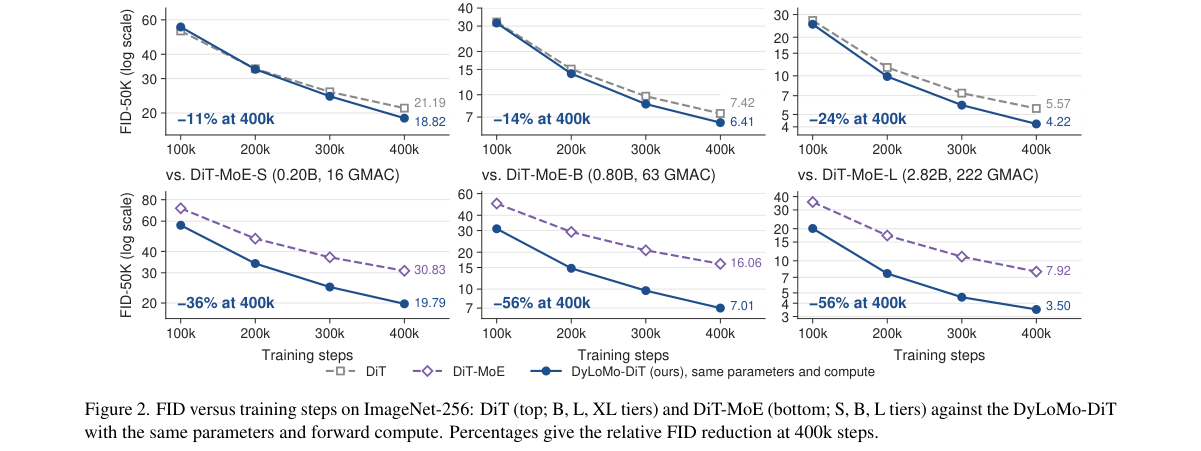 FID-50K (log scale)
60
40
30
20
21.19
18.82
−11% at 400k
100k 200k 300k 400k
40
30
20
15
10
7
7.42
6.41
−14% at 400k
100k 200k 300k 400k
30
20
15
10
7
5
4
5.57
4.22
−24% at 400k
100k 200k 300k 400k
vs. DiT-MoE-S (0.20B, 16 GMAC)
FID-50K (log scale)
80
60
40
30
20
30.83
19.79
−36% at 400k
100k 200k 300k 400k
Training steps
vs. DiT-MoE-B (0.80B, 63 GMAC)
60
40
30
20
15
10
7
16.06
7.01
−56% at 400k
100k 200k 300k 400k
Training steps
vs. DiT-MoE-L (2.82B, 222 GMAC)
40
30
20
15
10
7
5
4
3
7.92
3.50
−56% at 400k
100k 200k 300k 400k
Training steps
DiT DiT-MoE DyLoMo-DiT (ours), same parameters and compute
Figure 2. FID versus training steps on ImageNet-256: DiT (top; B, L, XL tiers) and DiT-MoE (bottom; S, B, L tiers) against the DyLoMo-DiT
with the same parameters and forward compute. Percentages give the relative FID reduction at 400k steps.